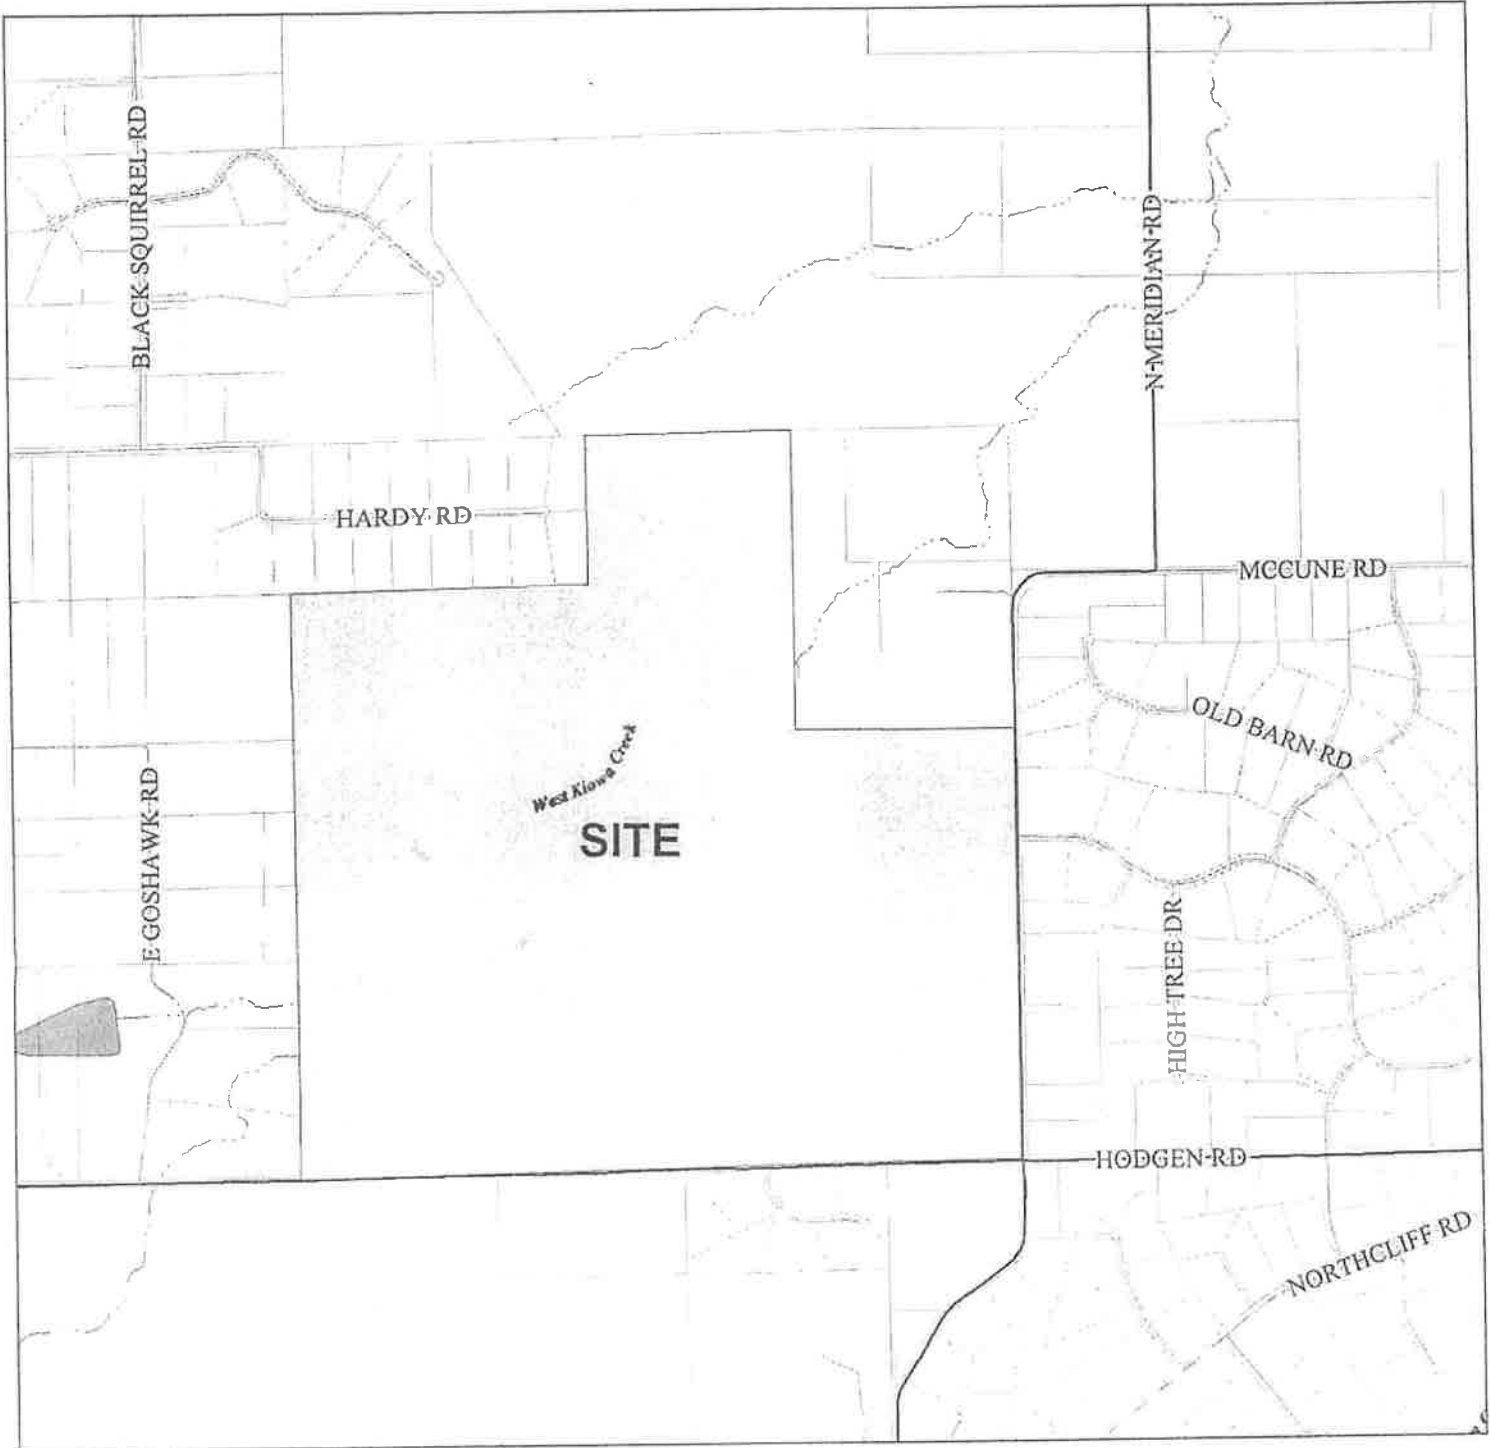 BLACK SQUIRREL RD
N MERIDIAN RD
HARDY RD
MCCUNE RD
OLD BARN RD
West Kiowa Creek
SITE
E GOSHAWK RD
HIGH TREE DR
HODGEN RD
NORTHCLIFF RD